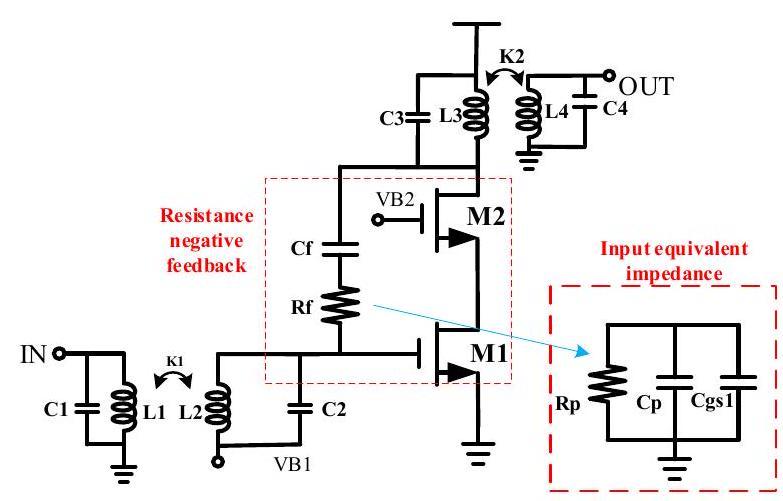 K2
OUT
C3
L3
L4
C4
VB2
M2
Resistance
negative
feedback
Cf
Input equivalent
impedance
Rf
IN
K1
M1
C1
L1
L2
C2
Rp
Cp
Cgs1
VB1